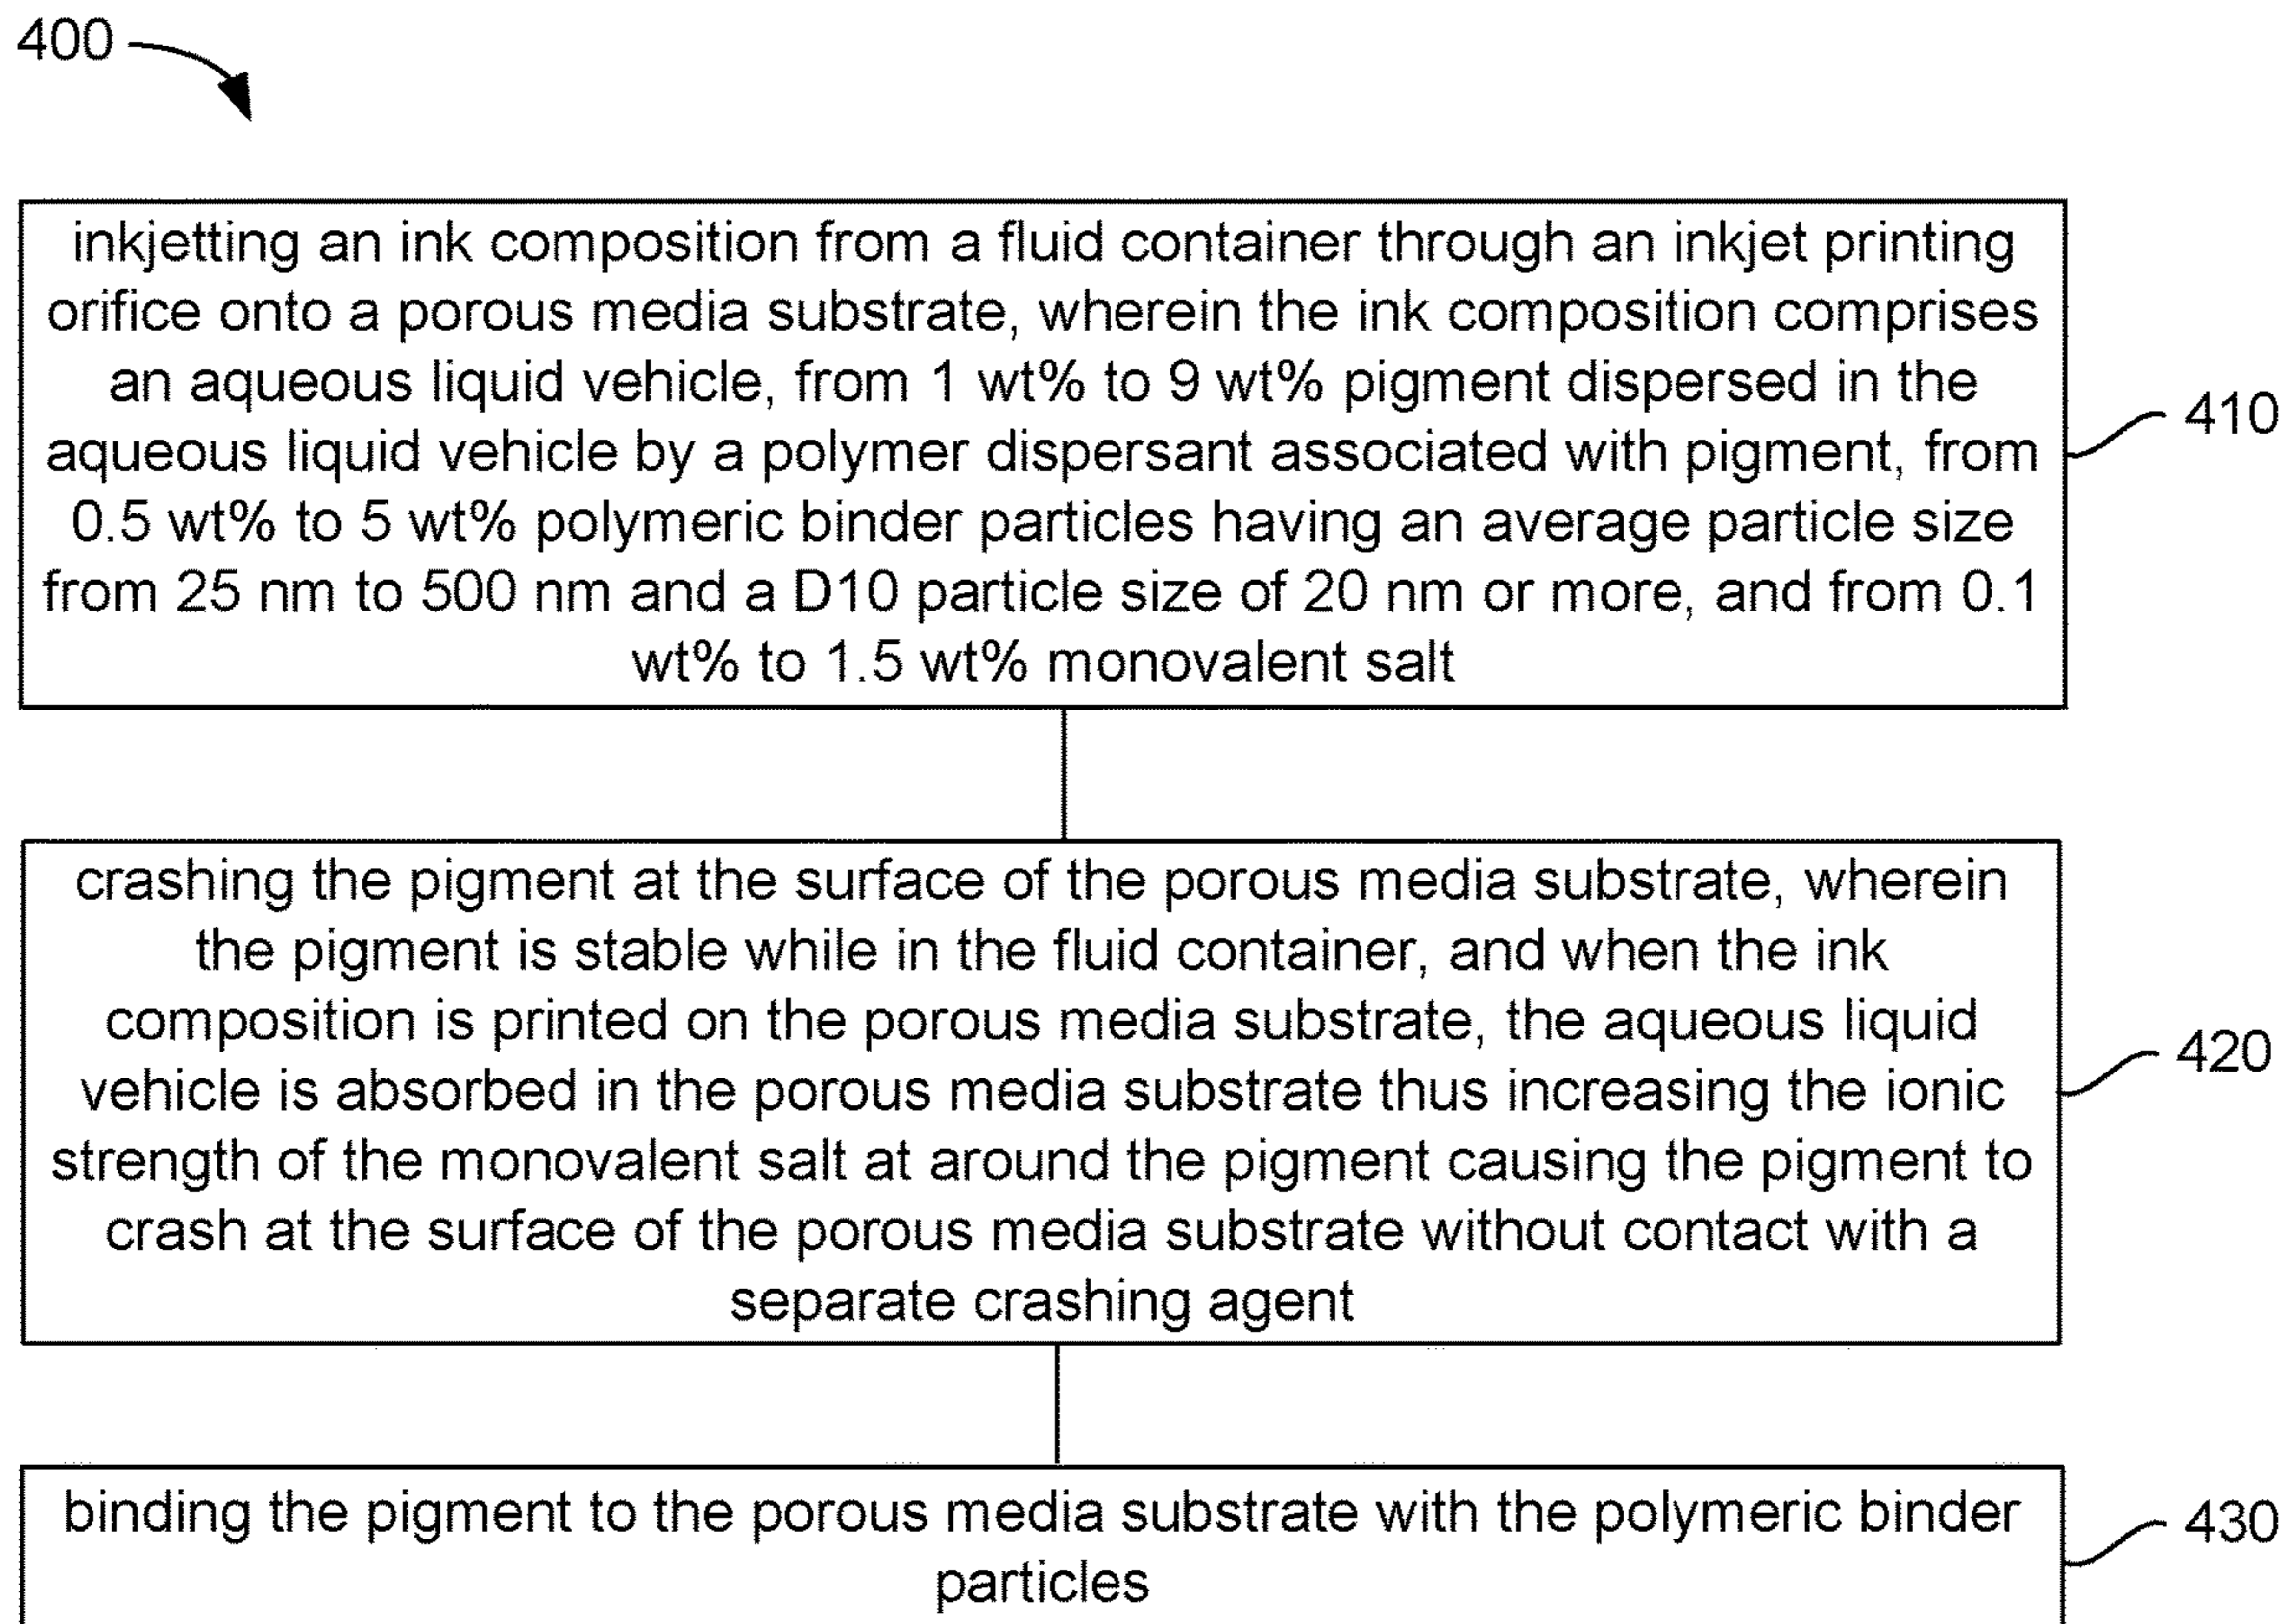 400
inkjetting an ink composition from a fluid container through an inkjet printing
orifice onto a porous media substrate, wherein the ink composition comprises
an aqueous liquid vehicle, from 1 wt% to 9 wt% pigment dispersed in the
aqueous liquid vehicle by a polymer dispersant associated with pigment, from
0.5 wt% to 5 wt% polymeric binder particles having an average particle size
from 25 nm to 500 nm and a D10 particle size of 20 nm or more, and from 0.1
wt% to 1.5 wt% monovalent salt
410
crashing the pigment at the surface of the porous media substrate, wherein
the pigment is stable while in the fluid container, and when the ink
composition is printed on the porous media substrate, the aqueous liquid
vehicle is absorbed in the porous media substrate thus increasing the ionic
strength of the monovalent salt at around the pigment causing the pigment to
crash at the surface of the porous media substrate without contact with a
separate crashing agent
420
binding the pigment to the porous media substrate with the polymeric binder
particles
430